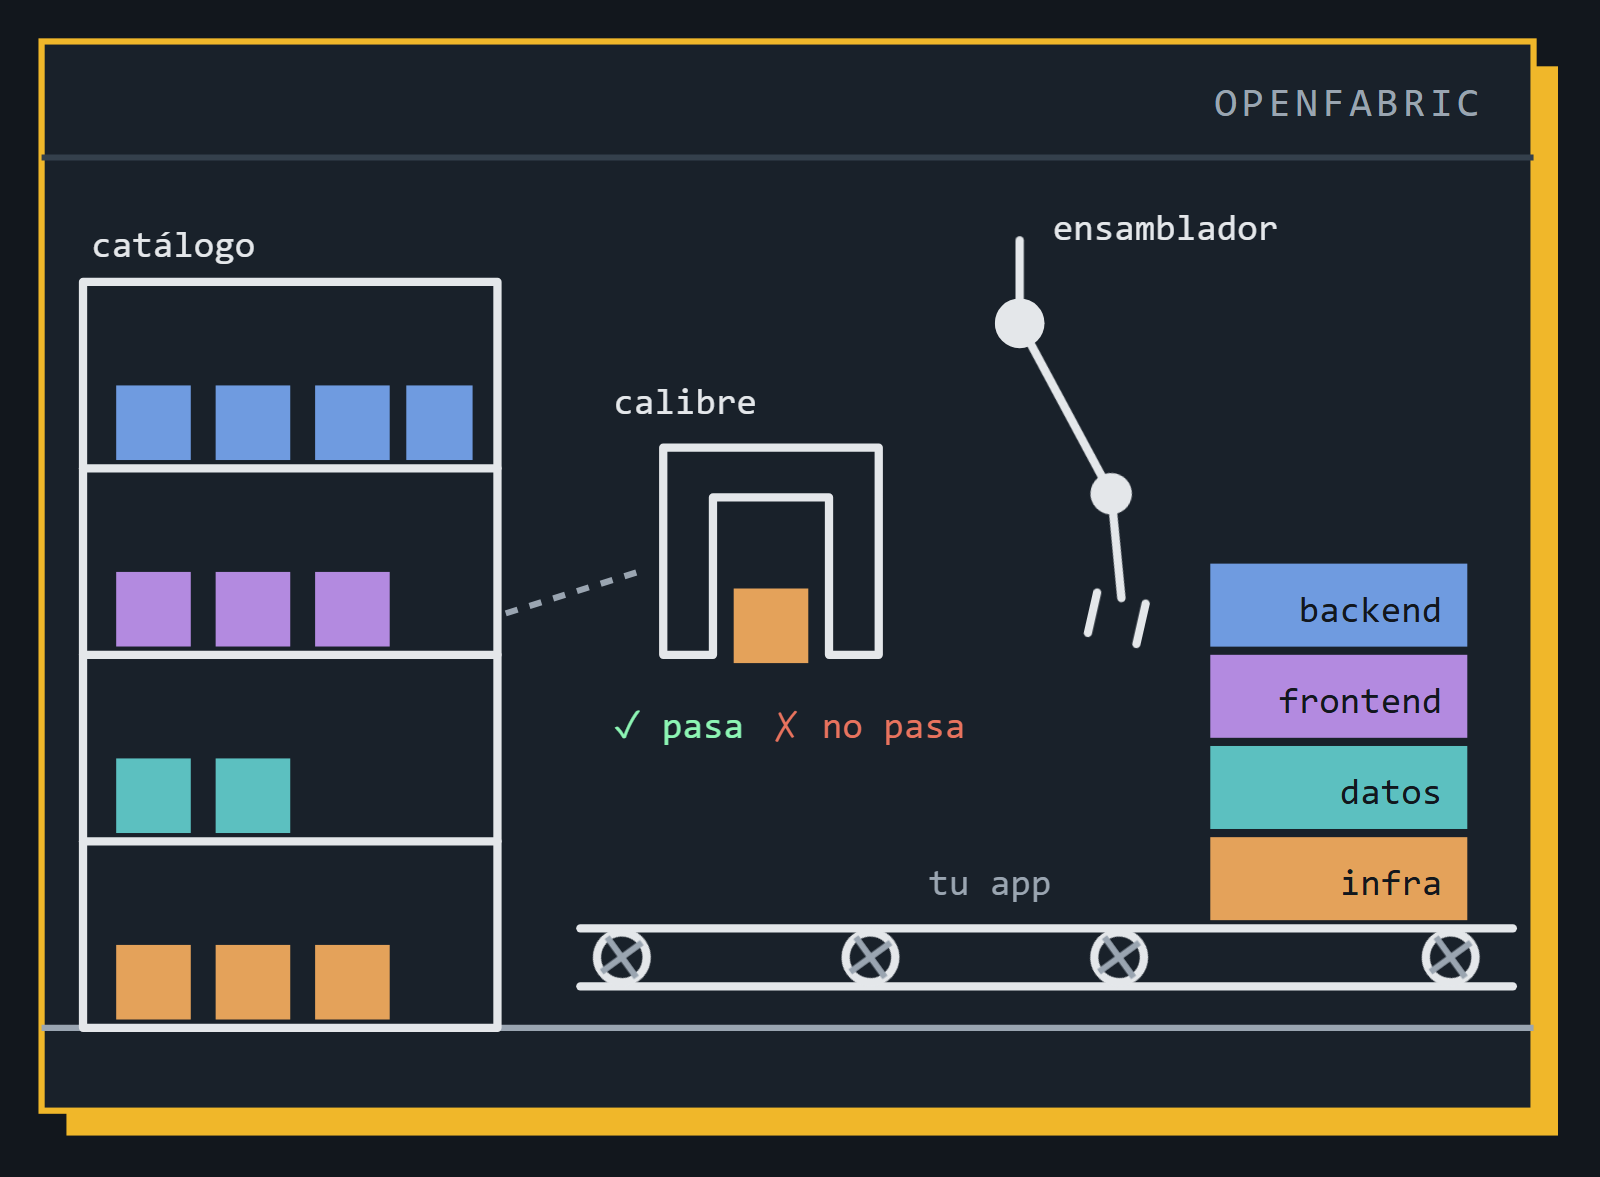 OPENFABRIC
catálogo
ensamblador
calibre
✓ pasa ✗ no pasa
backend
frontend
datos
infra
tu app